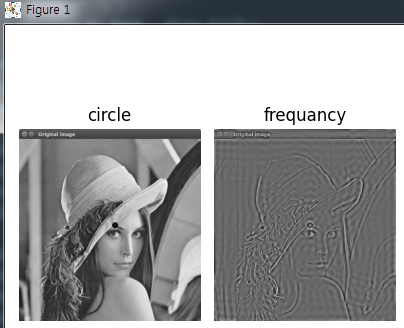 Figure 1
circle
frequancy
Original Image
Original Image